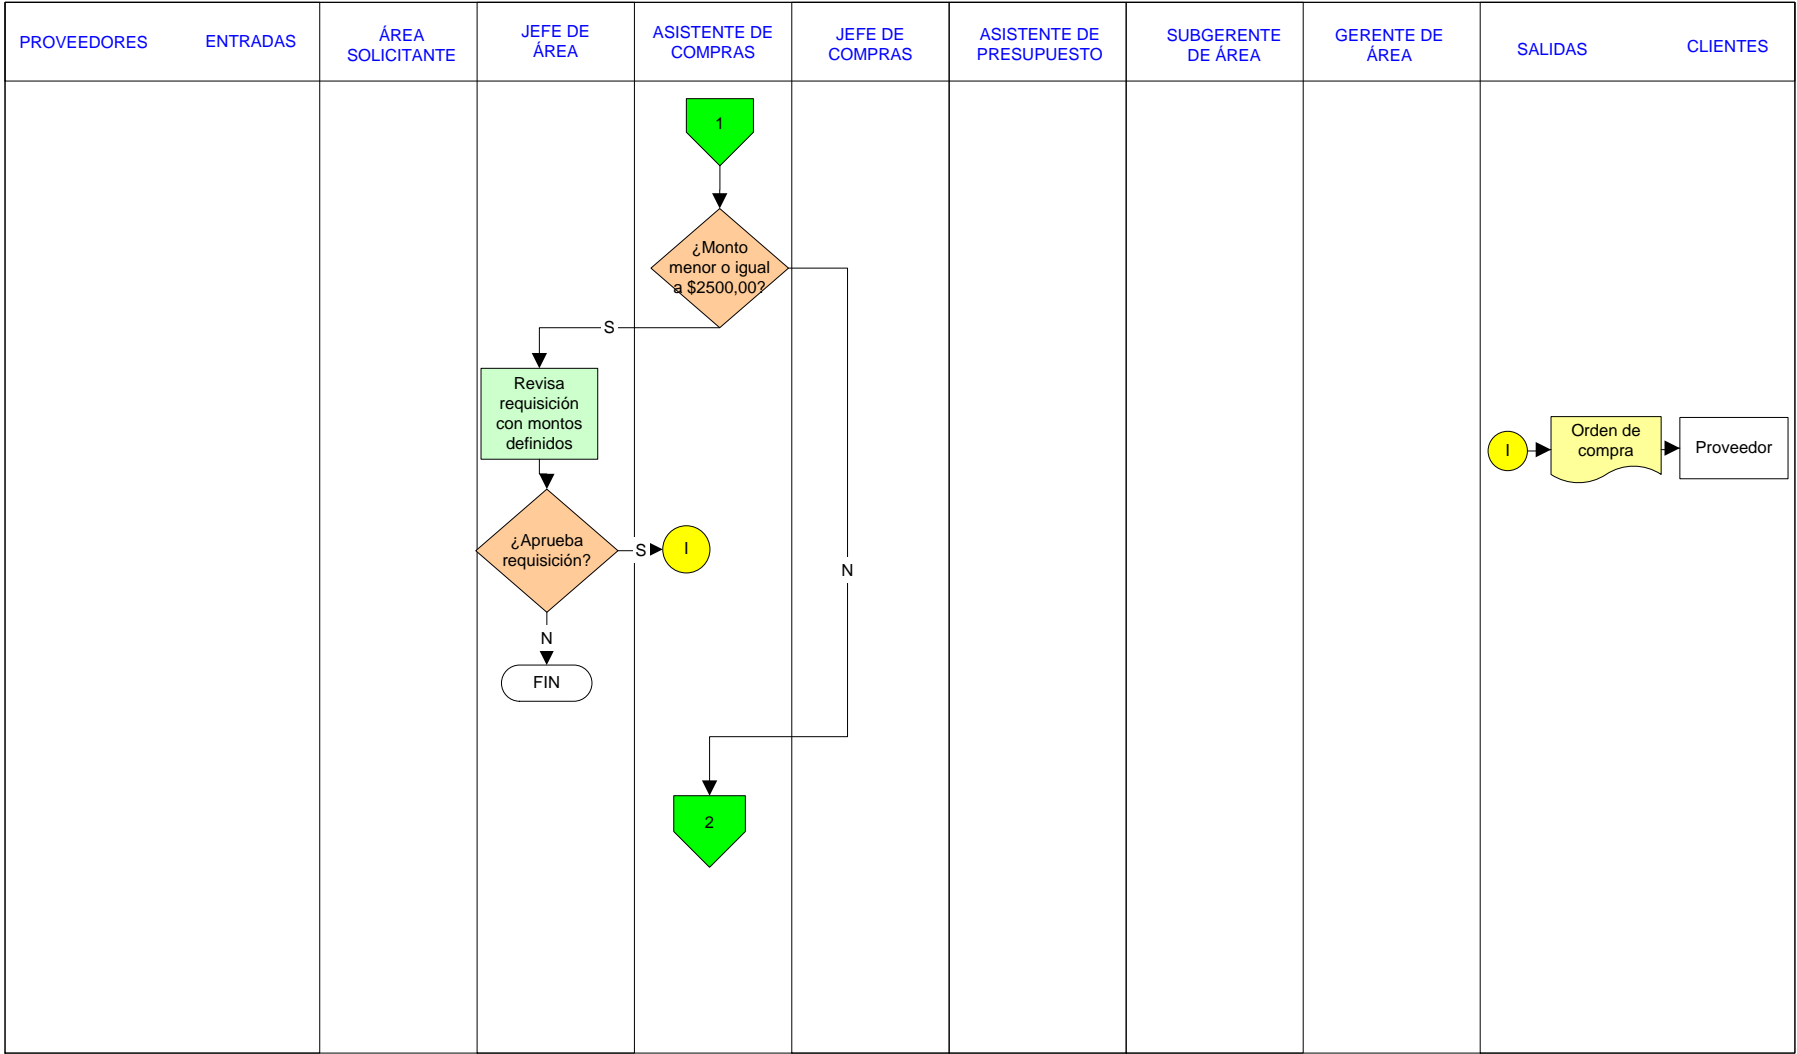 PROVEEDORES
ENTRADAS
ÁREA
SOLICITANTE
JEFE DE
ÁREA
ASISTENTE DE
COMPRAS
JEFE DE
COMPRAS
ASISTENTE DE
PRESUPUESTO
SUBGERENTE
DE ÁREA
GERENTE DE
ÁREA
SALIDAS
CLIENTES
1
¿Monto
menor o igual
a $2500,00?
S
Revisa
requisición
con montos
definidos
I
Orden de
compra
Proveedor
¿Aprueba
requisición?
S
I
N
N
FIN
2